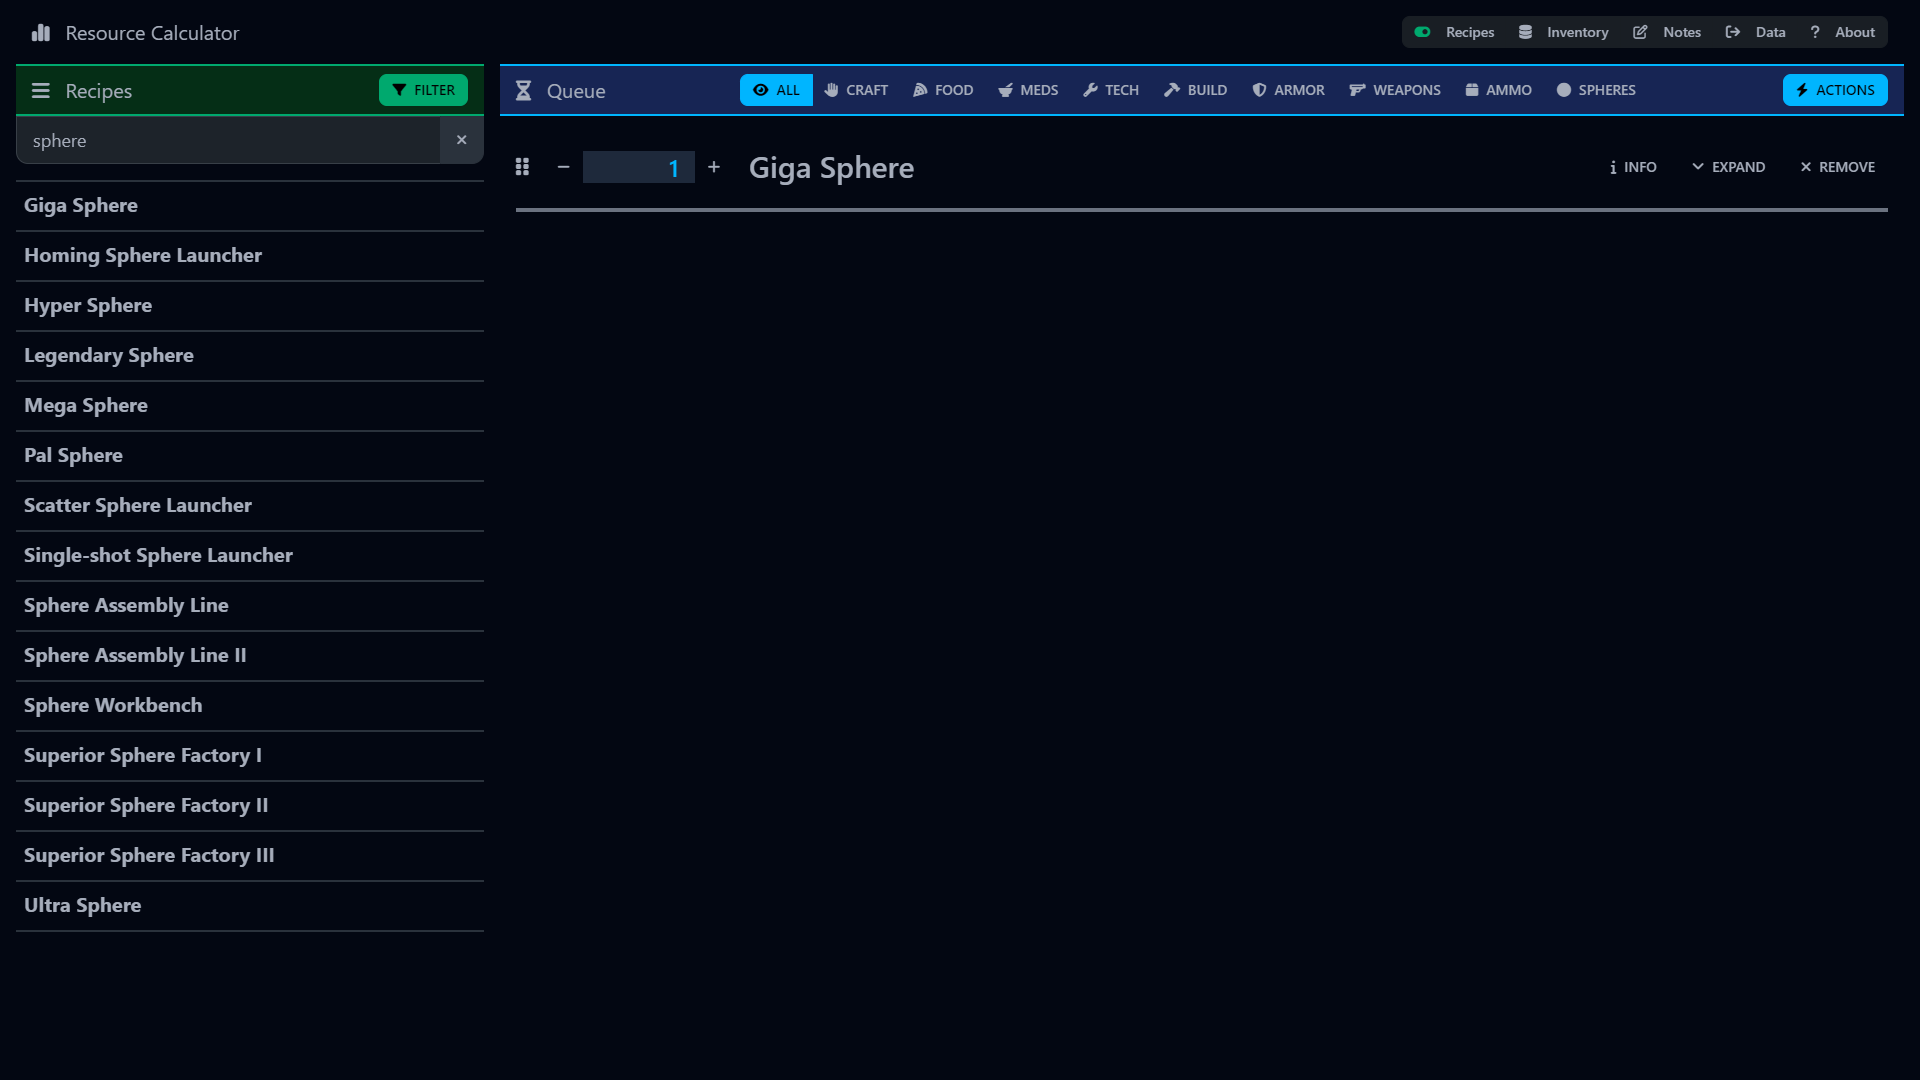 Resource Calculator
Recipes Inventory Notes Data ? About
Recipes FILTER
Queue ALL CRAFT FOOD MEDS TECH BUILD ARMOR WEAPONS AMMO SPHERES ACTIONS
sphere ×
− 1 + Giga Sphere i INFO EXPAND × REMOVE
Giga Sphere
Homing Sphere Launcher
Hyper Sphere
Legendary Sphere
Mega Sphere
Pal Sphere
Scatter Sphere Launcher
Single-shot Sphere Launcher
Sphere Assembly Line
Sphere Assembly Line II
Sphere Workbench
Superior Sphere Factory I
Superior Sphere Factory II
Superior Sphere Factory III
Ultra Sphere